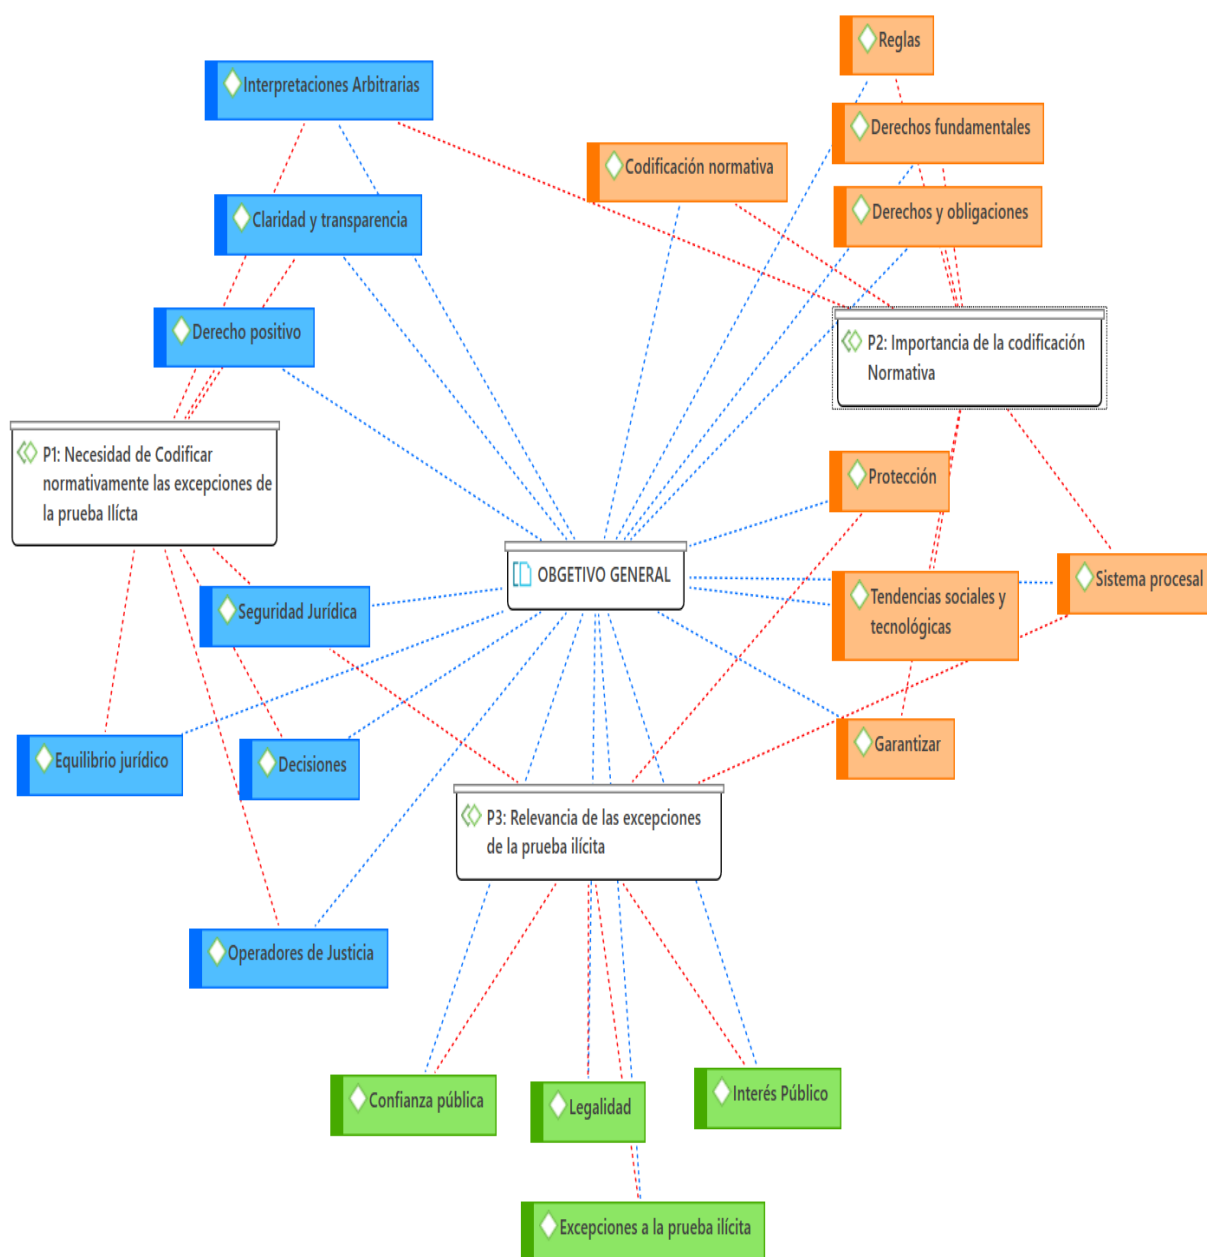 Reglas
Interpretaciones Arbitrarias
Derechos fundamentales
Codificación normativa
Derechos y obligaciones
Claridad y transparencia
Derecho positivo
P2: Importancia de la codificación
Normativa
P1: Necesidad de Codificar
normativamente las excepciones de
la prueba Ilícta
Protección
OBGETIVO GENERAL
Sistema procesal
Tendencias sociales y
tecnológicas
Seguridad Jurídica
Garantizar
Equilibrio jurídico
Decisiones
P3: Relevancia de las excepciones
de la prueba ilícita
Operadores de Justicia
Confianza pública
Legalidad
Interés Público
Excepciones a la prueba ilícita